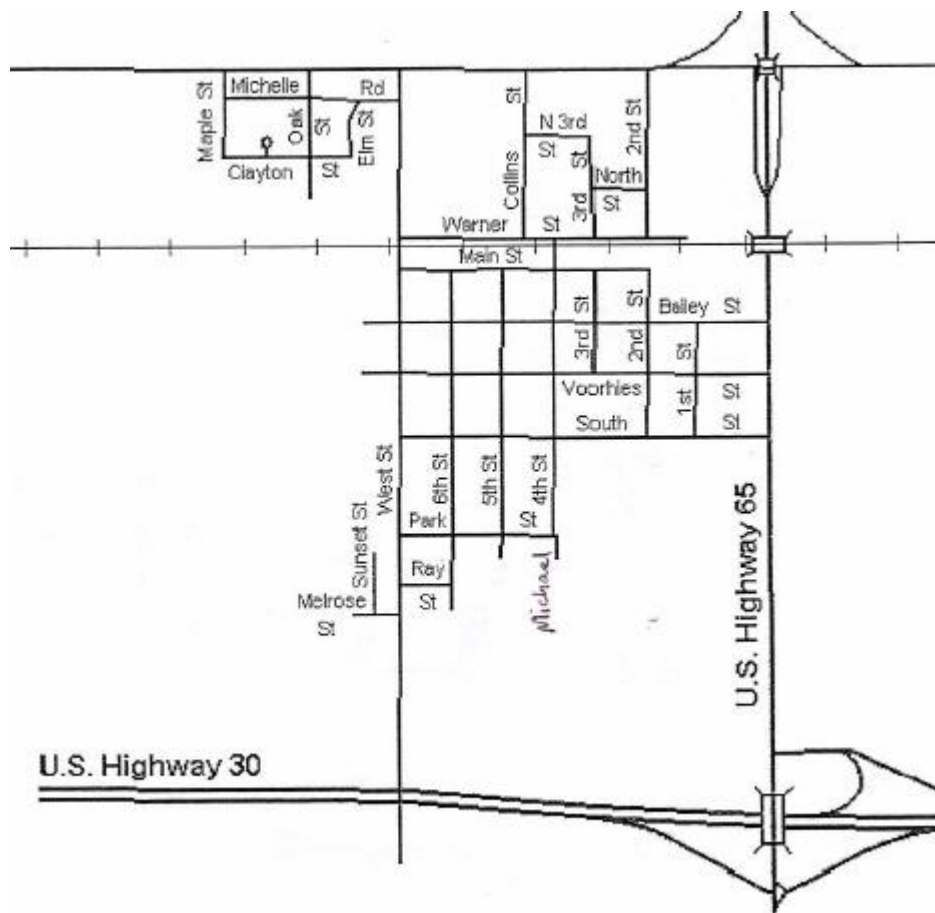 Maple St
Michelle Rd
Oak St
Elm St
Clayton St
Collins St
N 3rd St
3rd St
2nd St
North St
Warner St
Main St
3rd St
2nd St
Bailey St
Voorhies St
1st St
South St
West St
6th St
5th St
4th St
Park St
Sunset St
Ray St
Melrose St
Michael
U.S. Highway 65
U.S. Highway 30